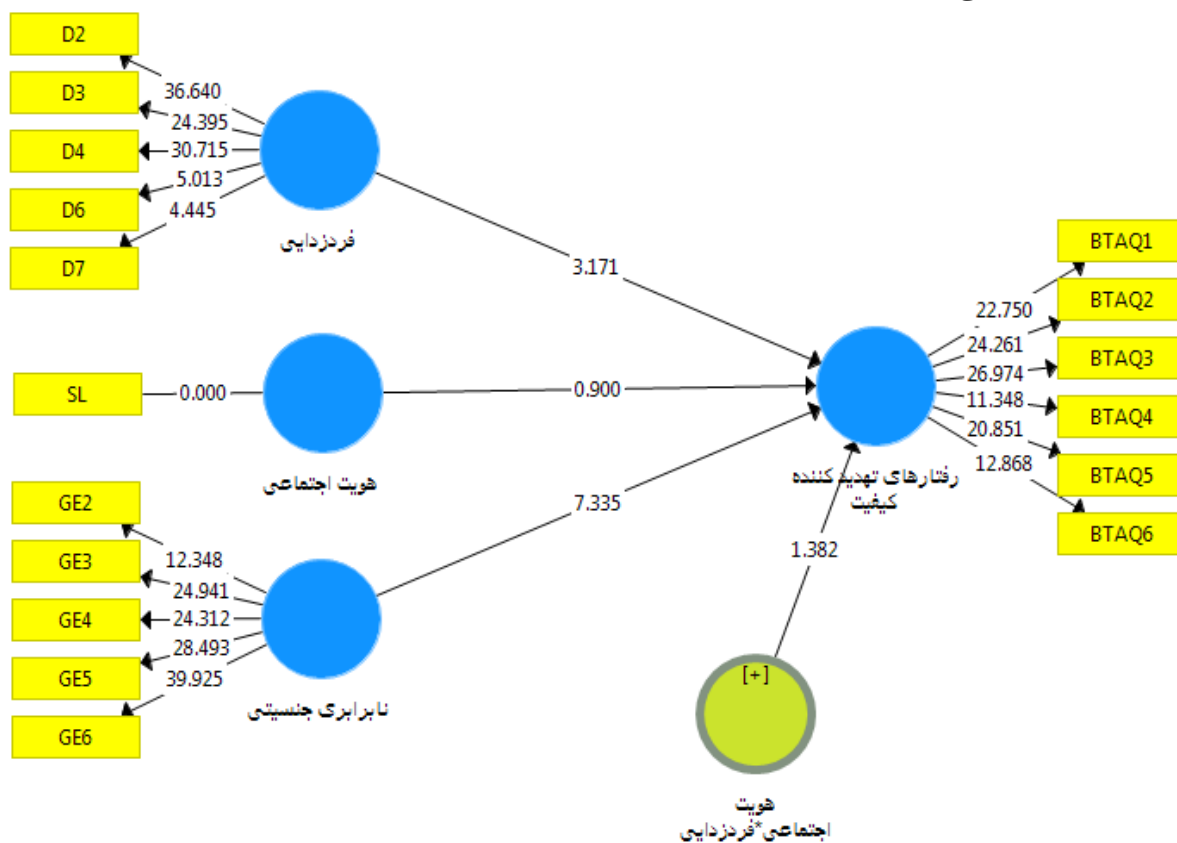 D2
D3
D4
D6
D7
36.640
24.395
30.715
5.013
4.445
فردزدایی
3.171
SL
0.000
هویت اجتماعی
0.900
GE2
GE3
GE4
GE5
GE6
12.348
24.941
24.312
28.493
39.925
نابرابری جنسیتی
7.335
رفتارهای تهدید کننده
کیفیت
22.750
24.261
26.974
11.348
20.851
12.868
BTAQ1
BTAQ2
BTAQ3
BTAQ4
BTAQ5
BTAQ6
1.382
[+]
هویت
اجتماعی*فردزدایی